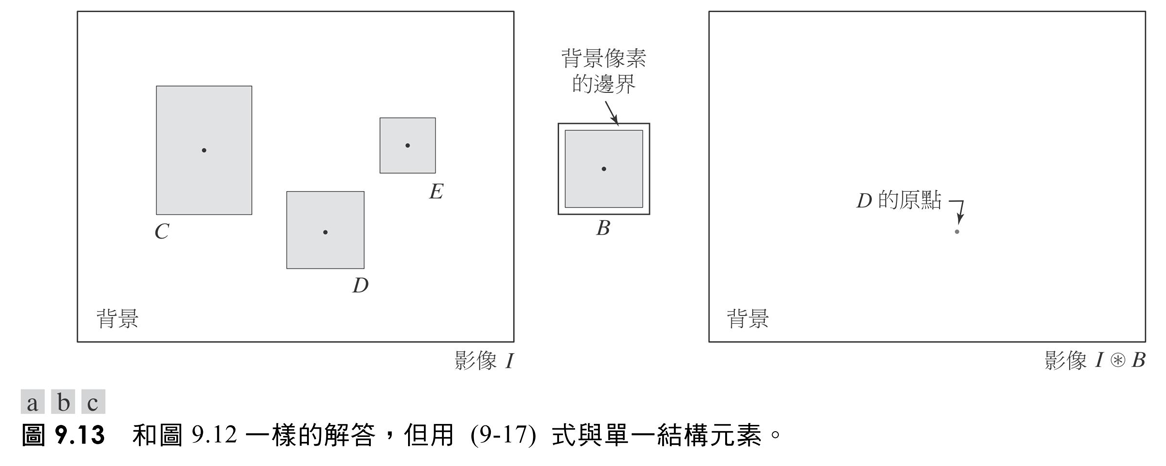 背景像素
的邊界
E
C
B
D 的原點
D
背景
背景
影像 I
影像 I ⊛ B
a b c
圖 9.13 和圖 9.12 一樣的解答，但用 (9-17) 式與單一結構元素。